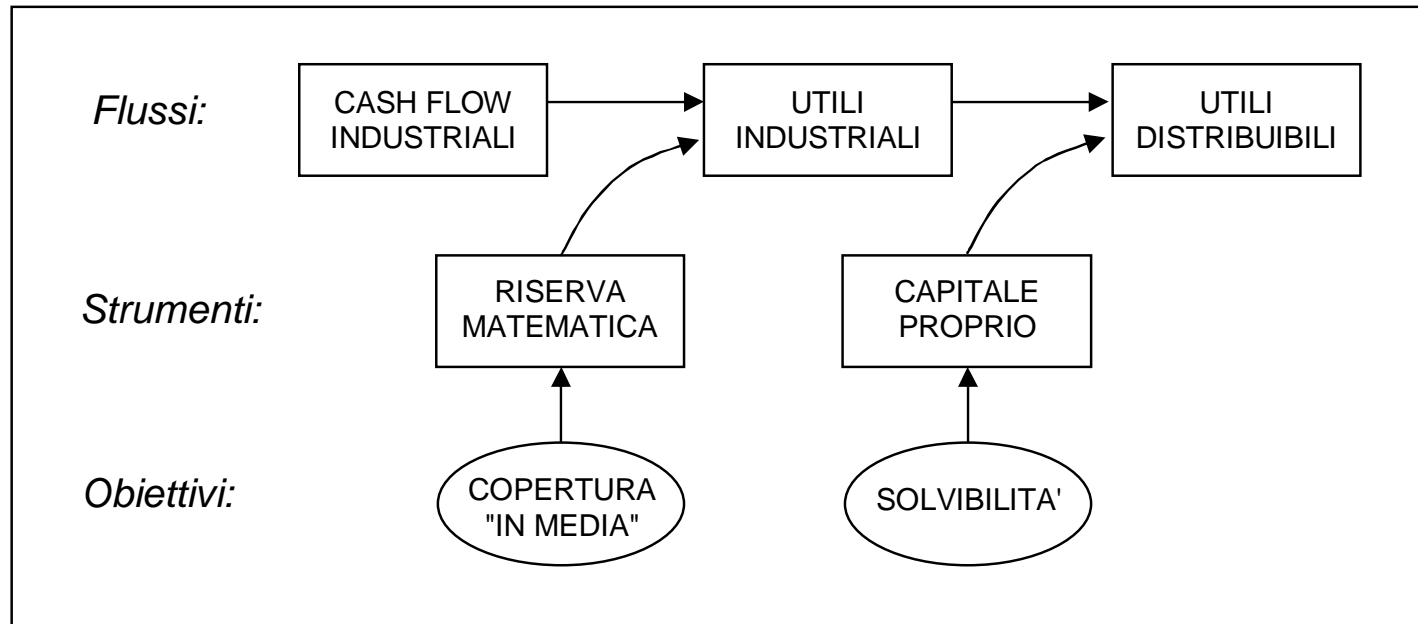 Flussi:
CASH FLOW
INDUSTRIALI
UTILI
INDUSTRIALI
UTILI
DISTRIBUIBILI
Strumenti:
RISERVA
MATEMATICA
CAPITALE
PROPRIO
Obiettivi:
COPERTURA
"IN MEDIA"
SOLVIBILITA'